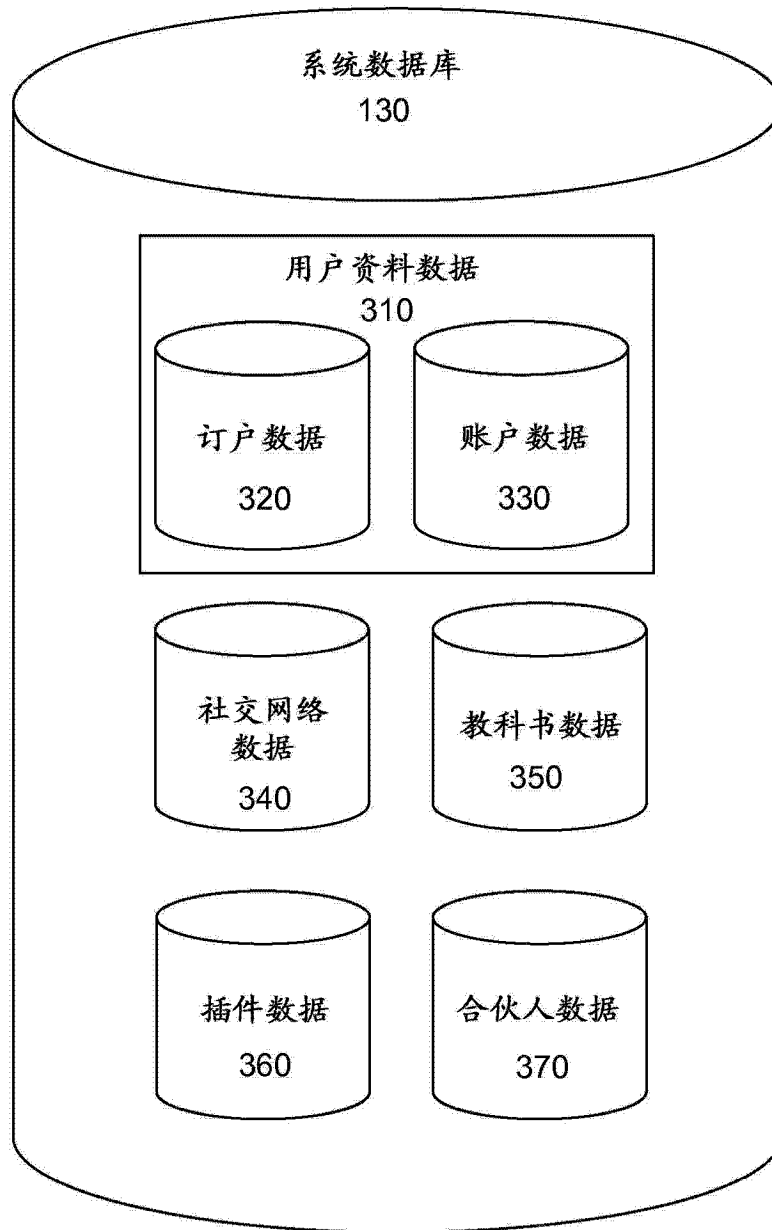 系统数据库
130
用户资料数据
310
订户数据
320
账户数据
330
社交网络
数据
340
教科书数据
350
插件数据
360
合伙人数据
370